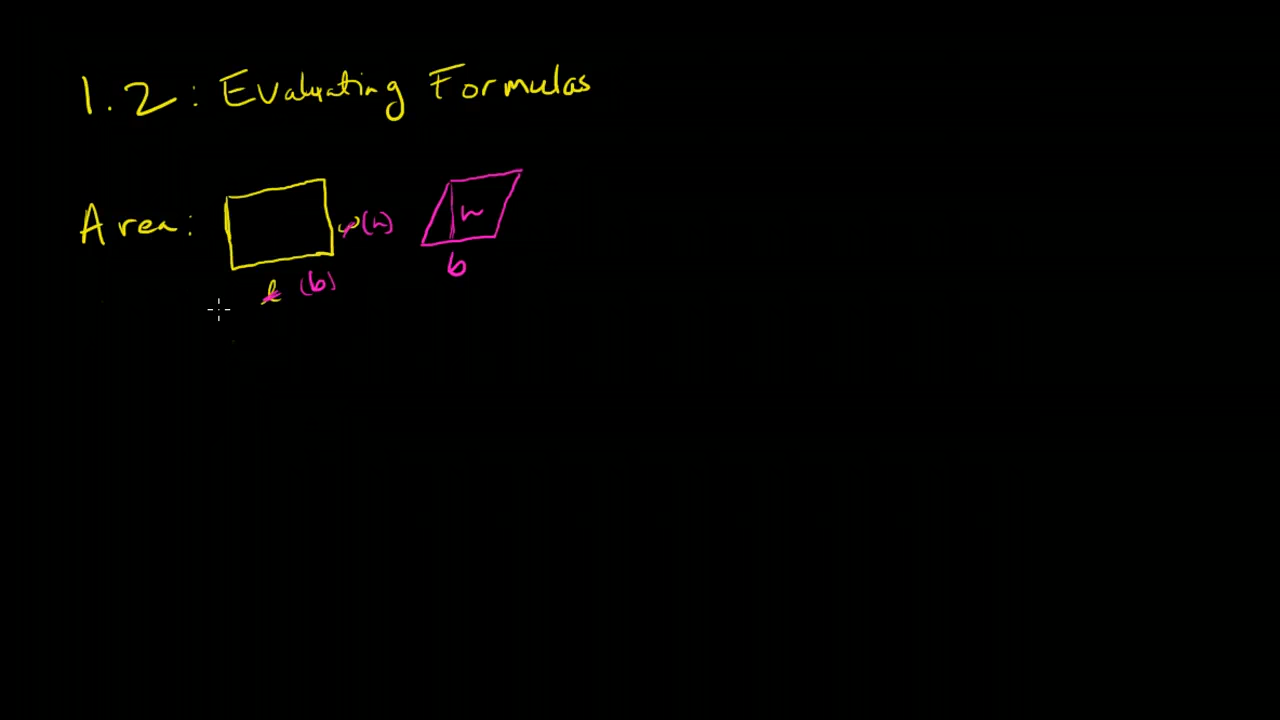 1.2: Evaluating Formulas
Area:
w (h)
h
b
l (b)